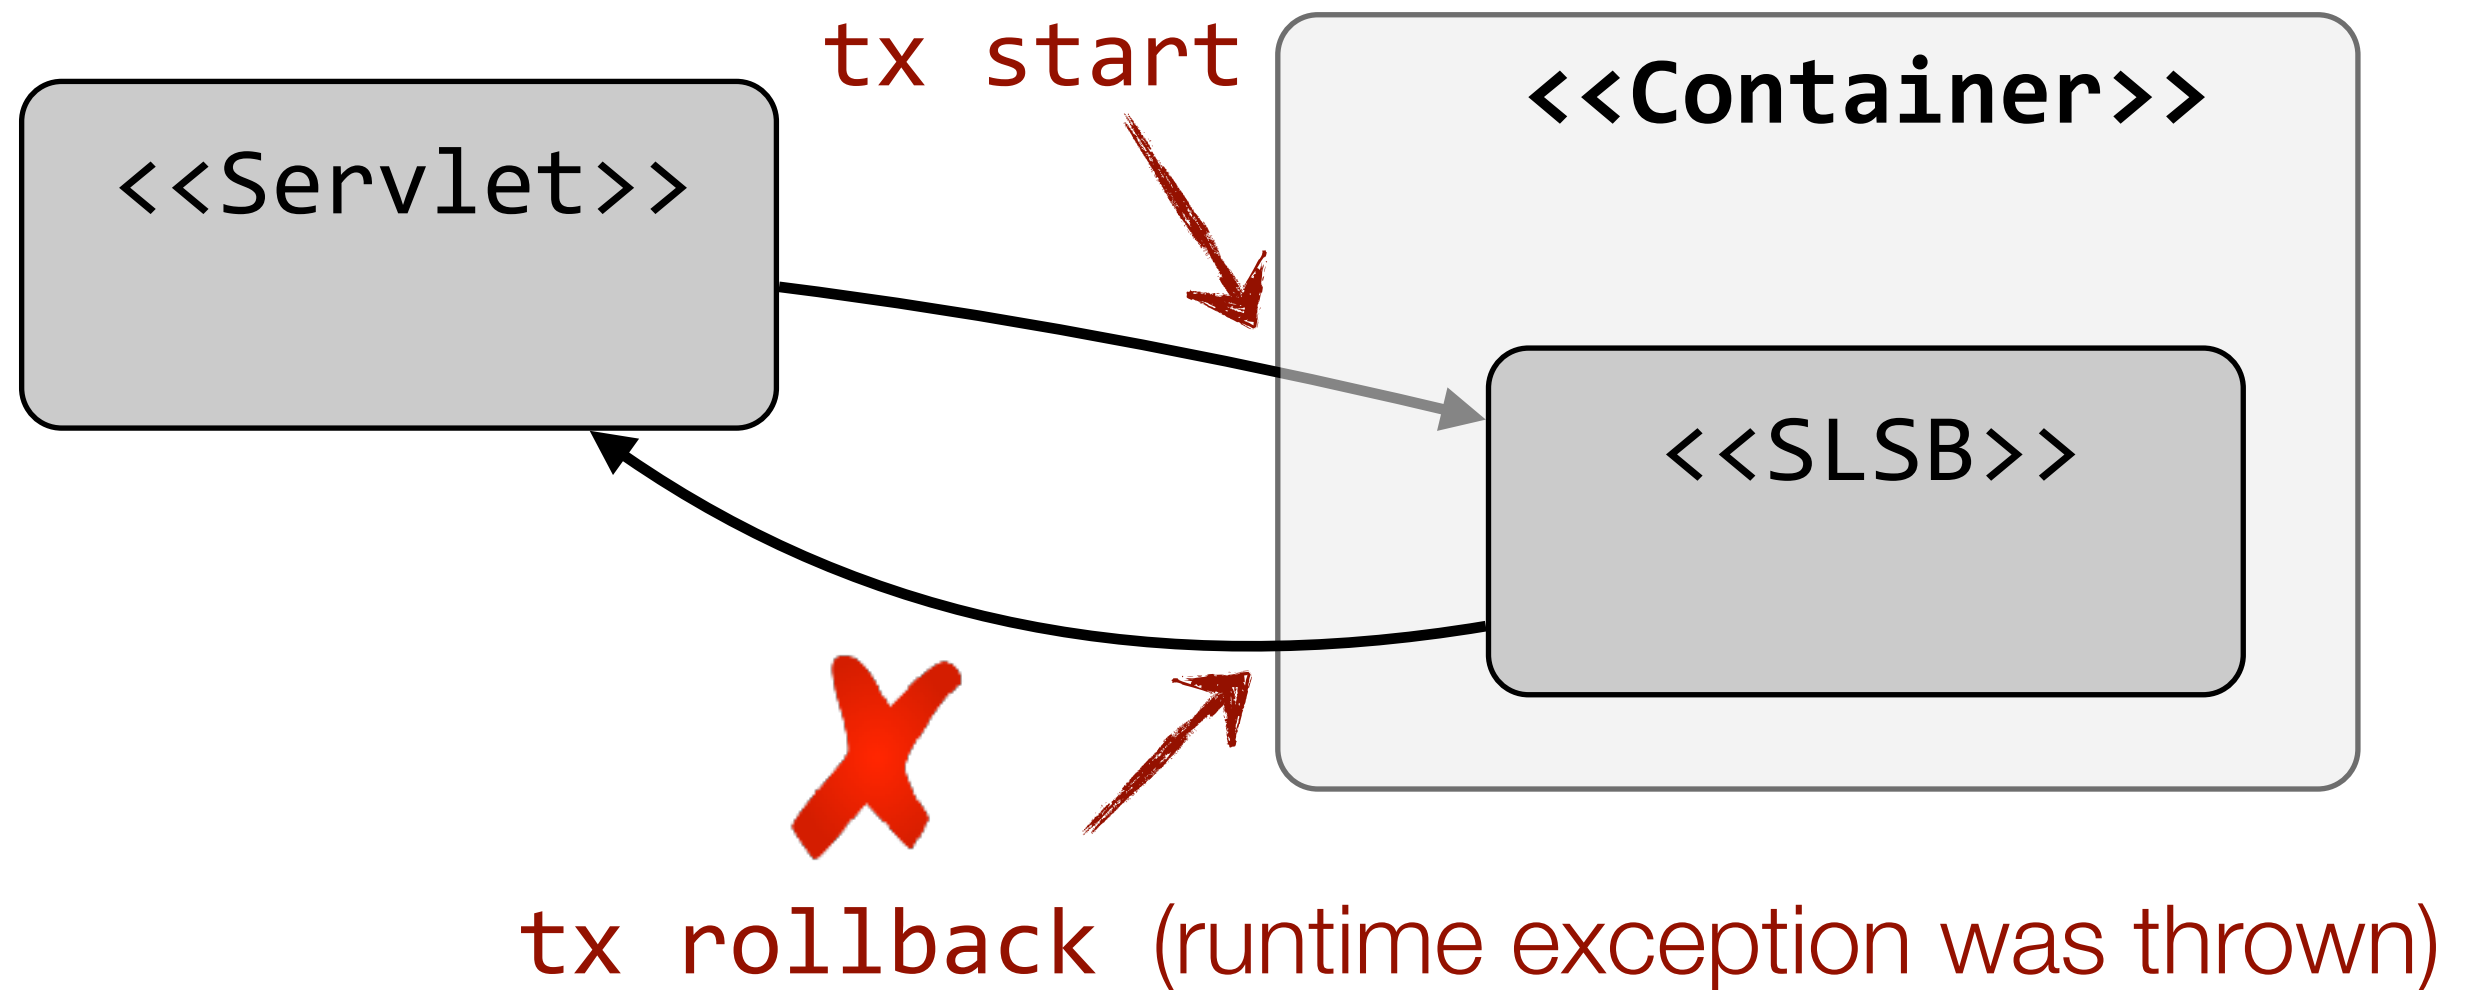 tx start
<<Container>>
<<Servlet>>
<<SLSB>>
tx rollback (runtime exception was thrown)